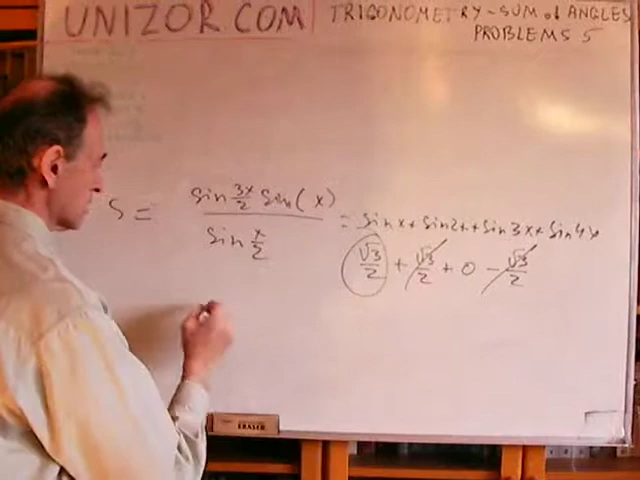 UNIZOR.COM
TRIGONOMETRY - SUM of ANGLES
PROBLEMS 5
S = sin 3x/2 sin( x) / sin x/2 = sin x + sin 2x + sin 3x + sin 4x
√3/2 + √3/2 + 0 - √3/2
ERASER